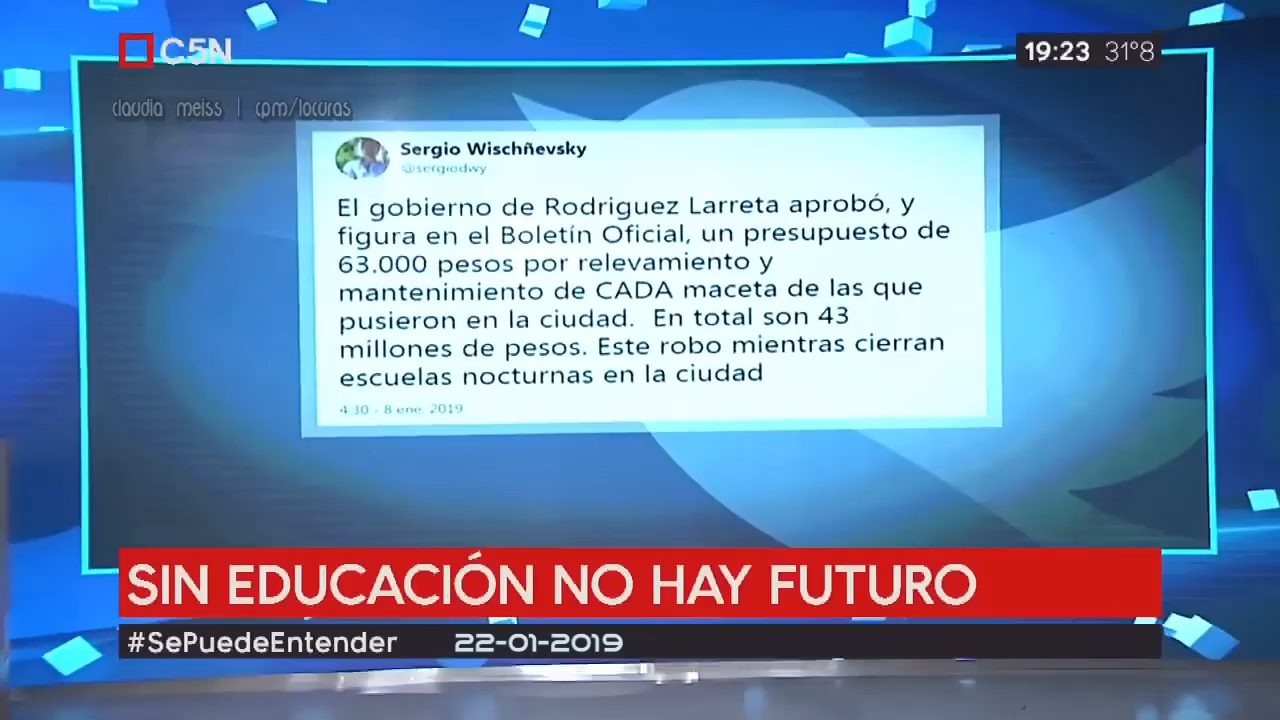 C5N
19:23 31°8
claudia meiss | cpm/locuras
Sergio Wischñevsky
@sergiodwy
El gobierno de Rodriguez Larreta aprobó, y
figura en el Boletín Oficial, un presupuesto de
63.000 pesos por relevamiento y
mantenimiento de CADA maceta de las que
pusieron en la ciudad. En total son 43
millones de pesos. Este robo mientras cierran
escuelas nocturnas en la ciudad
4:30 - 8 ene. 2019
SIN EDUCACIÓN NO HAY FUTURO
#SePuedeEntender 22-01-2019